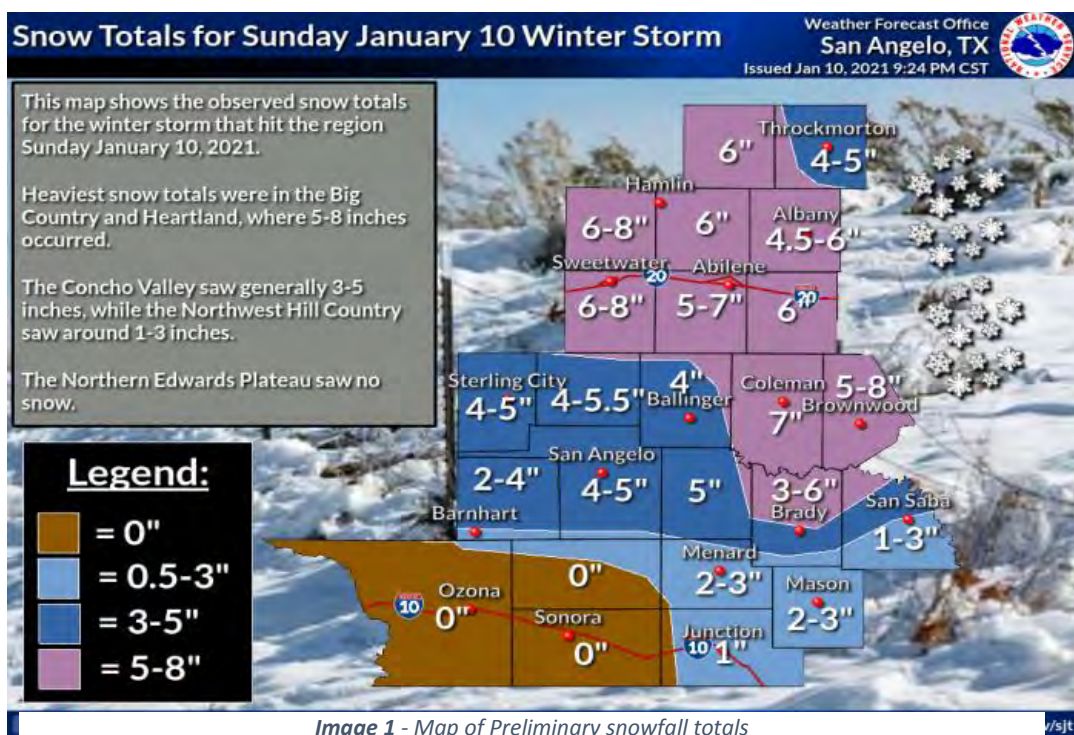 Snow Totals for Sunday January 10 Winter Storm
Weather Forecast Office
San Angelo, TX
Issued Jan 10, 2021 9:24 PM CST
This map shows the observed snow totals
for the winter storm that hit the region
Sunday January 10, 2021.
Heaviest snow totals were in the Big
Country and Heartland, where 5-8 inches
occurred.
The Concho Valley saw generally 3-5
inches, while the Northwest Hill Country
saw around 1-3 inches.
The Northern Edwards Plateau saw no
snow.
Throckmorton
6"
4-5"
Hamlin
6-8"
6"
Albany
4.5-6"
Sweetwater
20
Abilene
20
6-8"
5-7"
6"
Sterling City
4-5"
4-5.5"
4"
Ballinger
Coleman
7"
5-8"
Brownwood
San Angelo
2-4"
4-5"
5"
3-6"
San Saba
Barnhart
Brady
1-3"
Menard
2-3"
Mason
2-3"
0"
Ozona
10
0"
Sonora
0"
Junction
10
1"
Legend:
= 0"
= 0.5-3"
= 3-5"
= 5-8"
Image 1 - Map of Preliminary snowfall totals
/sjt